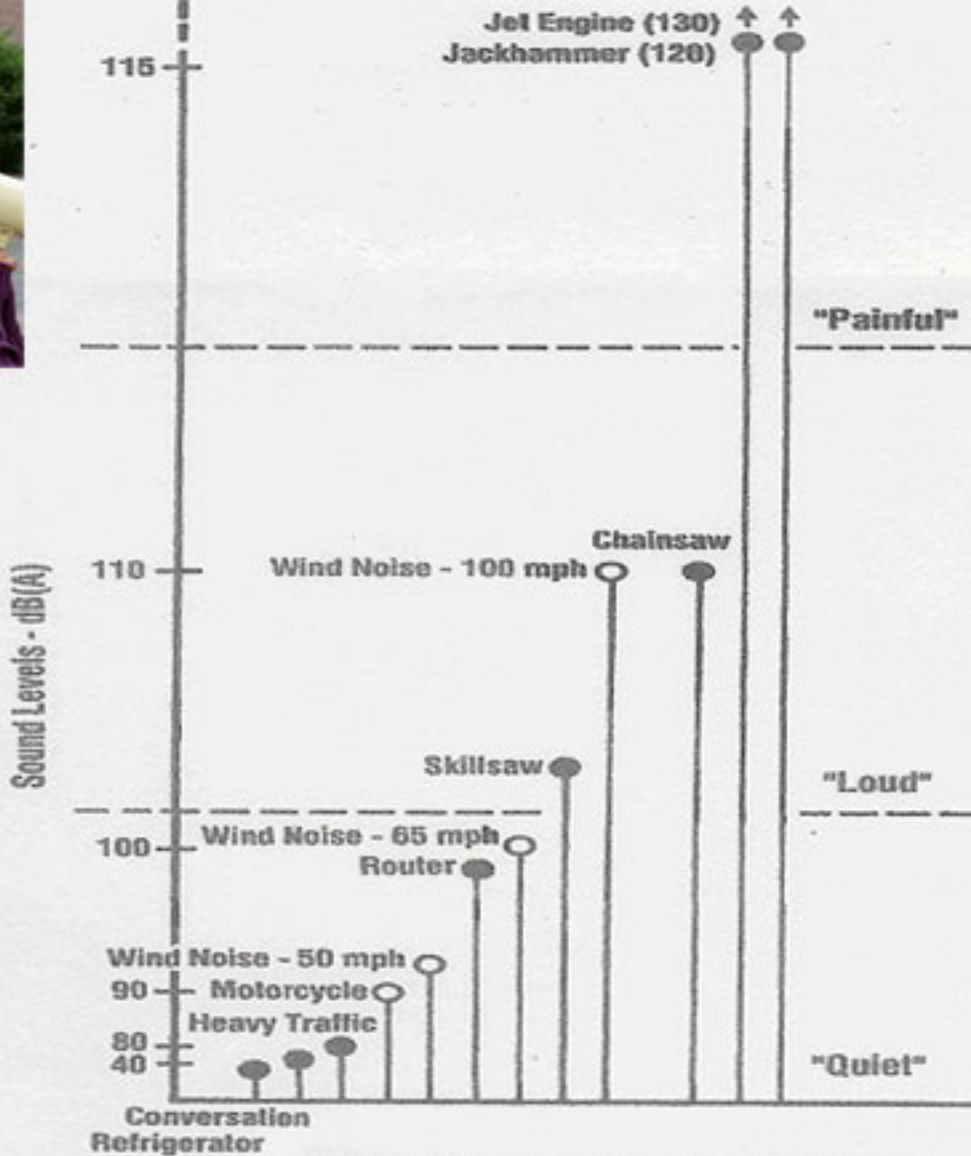 Jet Engine (130)
Jackhammer (120)
115
"Painful"
Chainsaw
110
Wind Noise - 100 mph
Sound Levels - dB(A)
Skillsaw
"Loud"
Wind Noise - 65 mph
100
Router
Wind Noise - 50 mph
90
Motorcycle
Heavy Traffic
80
40
"Quiet"
Conversation
Refrigerator